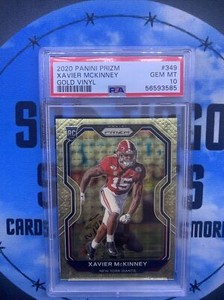 2020 PANINI PRIZM #349
XAVIER McKINNEY GEM MT
GOLD VINYL 10
PSA 56593585
RC
PRIZM
15
XAVIER McKINNEY
NEW YORK GIANTS